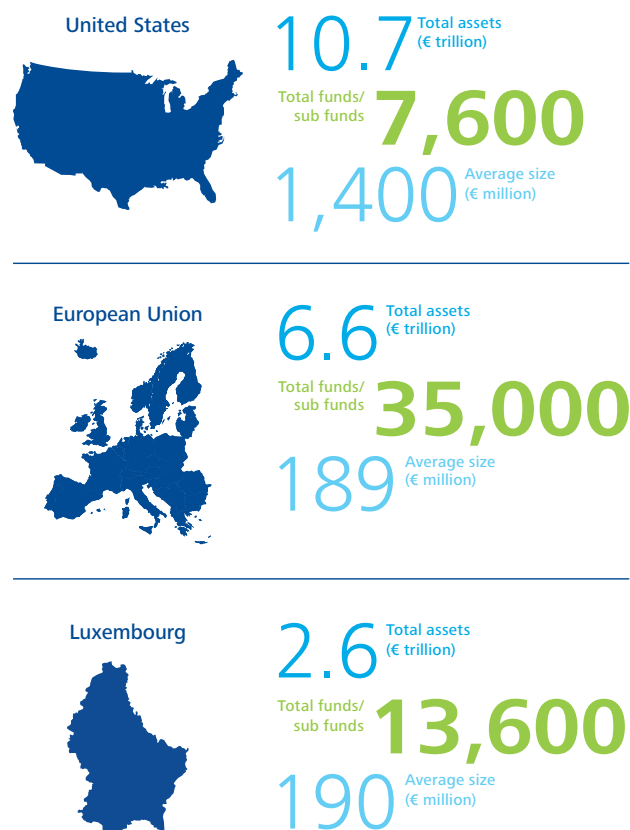 United States
10.7
Total assets
(€ trillion)
Total funds/
sub funds
7,600
1,400
Average size
(€ million)
European Union
6.6
Total assets
(€ trillion)
Total funds/
sub funds
35,000
189
Average size
(€ million)
Luxembourg
2.6
Total assets
(€ trillion)
Total funds/
sub funds
13,600
190
Average size
(€ million)